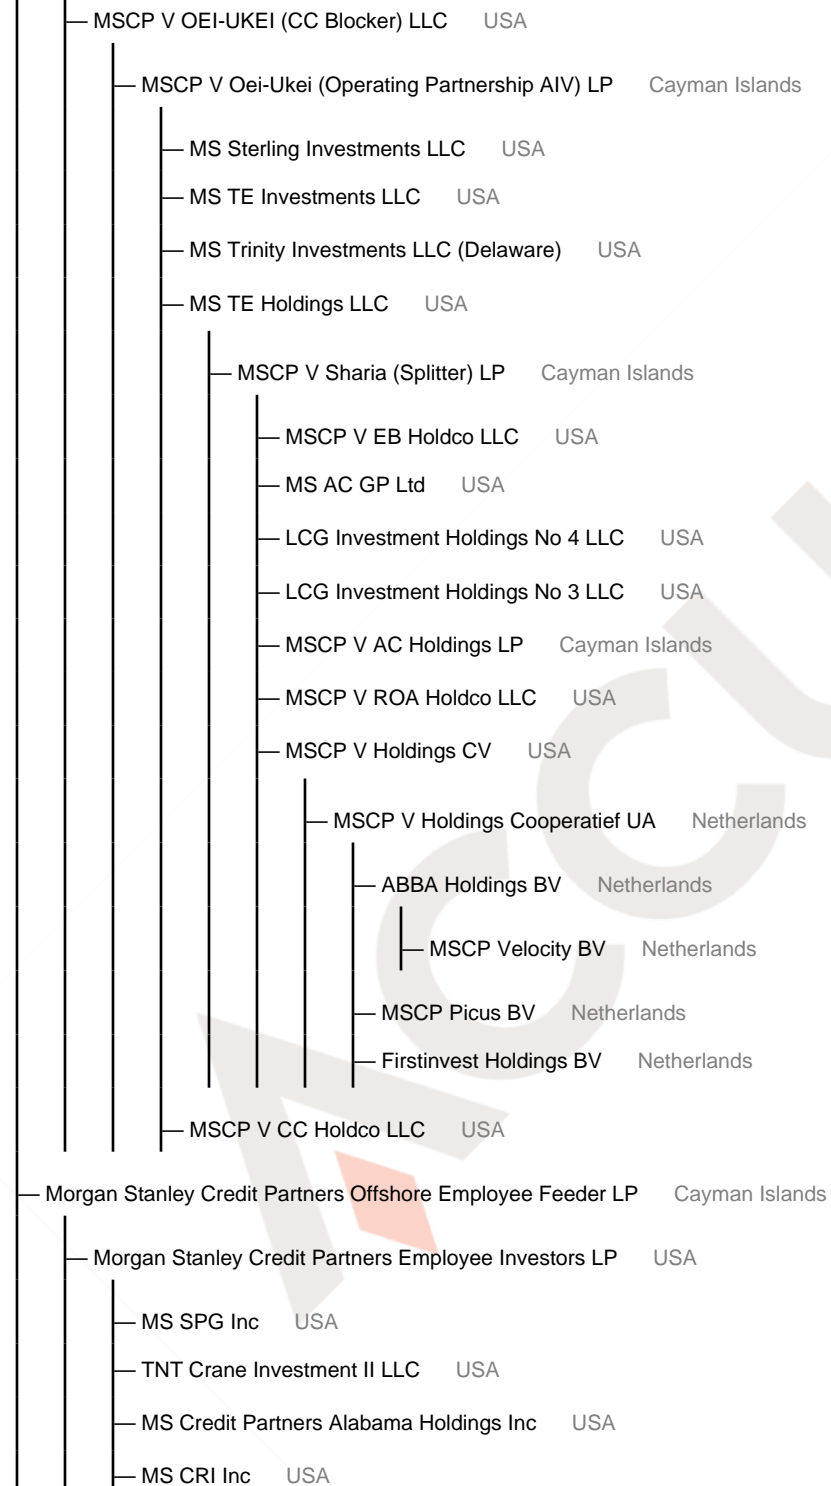 MSCP V OEI-UKEI (CC Blocker) LLC USA
MSCP V Oei-Ukei (Operating Partnership AIV) LP Cayman Islands
MS Sterling Investments LLC USA
MS TE Investments LLC USA
MS Trinity Investments LLC (Delaware) USA
MS TE Holdings LLC USA
MSCP V Sharia (Splitter) LP Cayman Islands
MSCP V EB Holdco LLC USA
MS AC GP Ltd USA
LCG Investment Holdings No 4 LLC USA
LCG Investment Holdings No 3 LLC USA
MSCP V AC Holdings LP Cayman Islands
MSCP V ROA Holdco LLC USA
MSCP V Holdings CV USA
MSCP V Holdings Cooperatief UA Netherlands
ABBA Holdings BV Netherlands
MSCP Velocity BV Netherlands
MSCP Picus BV Netherlands
Firstinvest Holdings BV Netherlands
MSCP V CC Holdco LLC USA
Morgan Stanley Credit Partners Offshore Employee Feeder LP Cayman Islands
Morgan Stanley Credit Partners Employee Investors LP USA
MS SPG Inc USA
TNT Crane Investment II LLC USA
MS Credit Partners Alabama Holdings Inc USA
MS CRI Inc USA